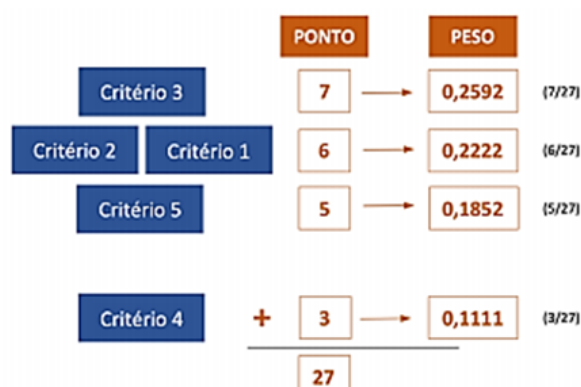 PONTO PESO
Critério 3 7 0,2592 (7/27)
Critério 2 Critério 1 6 0,2222 (6/27)
Critério 5 5 0,1852 (5/27)
Critério 4 + 3 0,1111 (3/27)
27